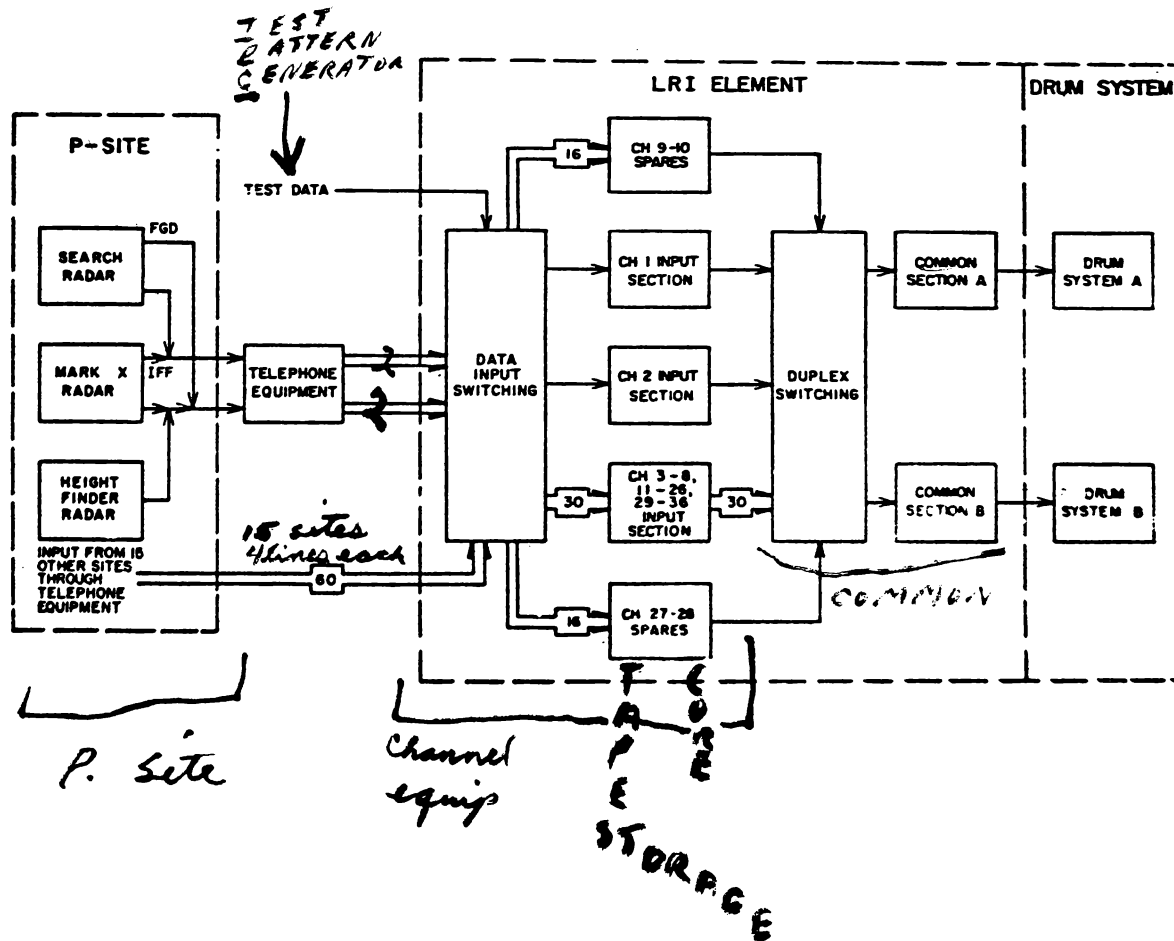 TEST
PATTERN
GENERATOR
LRI ELEMENT
DRUM SYSTEM
P-SITE
TEST DATA
16
CH 9-10
SPARES
FGD
SEARCH
RADAR
CH 1 INPUT
SECTION
COMMON
SECTION A
DRUM
SYSTEM A
MARK X
RADAR
IFF
TELEPHONE
EQUIPMENT
2
2
DATA
INPUT
SWITCHING
CH 2 INPUT
SECTION
DUPLEX
SWITCHING
HEIGHT
FINDER
RADAR
30
CH 3-8,
11-26,
29-36
INPUT
SECTION
30
COMMON
SECTION B
DRUM
SYSTEM B
INPUT FROM 15
OTHER SITES
THROUGH
TELEPHONE
EQUIPMENT
15 sites
4 lines each
60
COMMON
16
CH 27-28
SPARES
P. Site
Channel
equip
TAPE
CORE
STORAGE